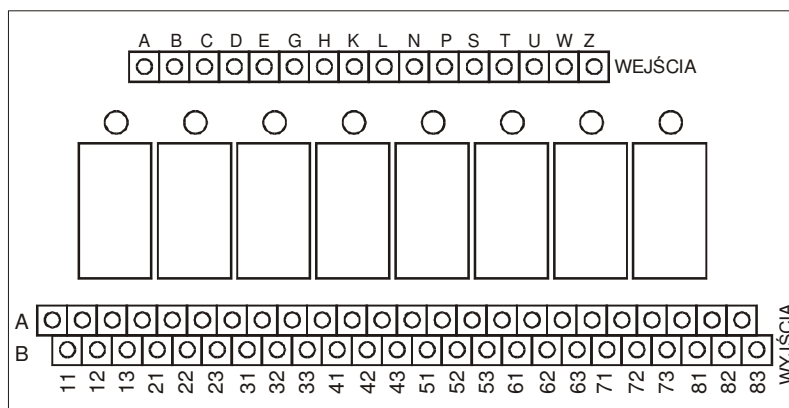 A B C D E G H K L N P S T U W Z
WEJŚCIA
A
B
11 12 13 21 22 23 31 32 33 41 42 43 51 52 53 61 62 63 71 72 73 81 82 83
WYJŚCIA